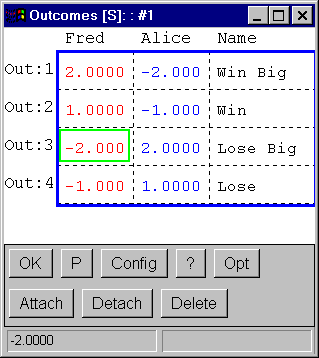 Outcomes [S]: : #1
Fred Alice Name
Out:1 2.0000 -2.000 Win Big
Out:2 1.0000 -1.000 Win
Out:3 -2.000 2.0000 Lose Big
Out:4 -1.000 1.0000 Lose
OK P Config ? Opt
Attach Detach Delete
-2.0000